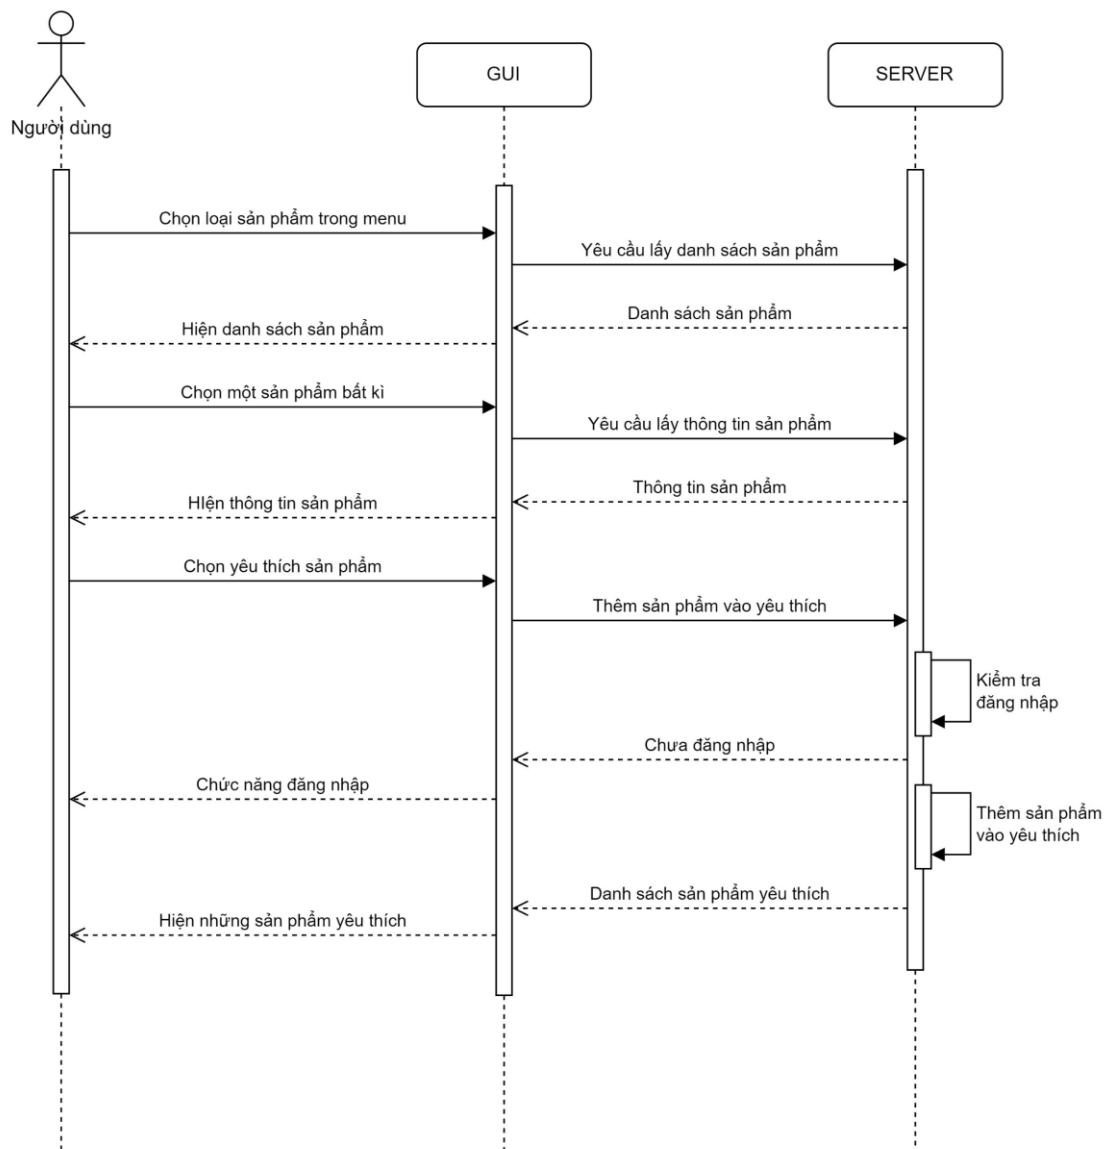 GUI
SERVER
Người dùng
Chọn loại sản phẩm trong menu
Yêu cầu lấy danh sách sản phẩm
Danh sách sản phẩm
Hiện danh sách sản phẩm
Chọn một sản phẩm bất kì
Yêu cầu lấy thông tin sản phẩm
Thông tin sản phẩm
HIện thông tin sản phẩm
Chọn yêu thích sản phẩm
Thêm sản phẩm vào yêu thích
Kiểm tra
đăng nhập
Chưa đăng nhập
Chức năng đăng nhập
Thêm sản phẩm
vào yêu thích
Danh sách sản phẩm yêu thích
Hiện những sản phẩm yêu thích